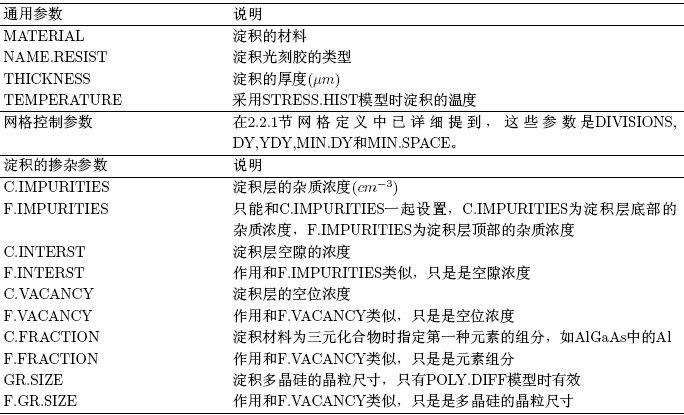 通用参数 说明
MATERIAL 淀积的材料
NAME.RESIST 淀积光刻胶的类型
THICKNESS 淀积的厚度(μm)
TEMPERATURE 采用STRESS.HIST模型时淀积的温度
网格控制参数 在2.2.1节网格定义中已详细提到，这些参数是DIVISIONS,
DY,YDY,MIN.DY和MIN.SPACE。
淀积的掺杂参数 说明
C.IMPURITIES 淀积层的杂质浓度(cm⁻³)
F.IMPURITIES 只能和C.IMPURITIES一起设置，C.IMPURITIES为淀积层底部的
杂质浓度，F.IMPURITIES为淀积层顶部的杂质浓度
C.INTERST 淀积层空隙的浓度
F.INTERST 作用和F.IMPURITIES类似，只是是空隙浓度
C.VACANCY 淀积层的空位浓度
F.VACANCY 作用和F.VACANCY类似，只是是空位浓度
C.FRACTION 淀积材料为三元化合物时指定第一种元素的组分，如AlGaAs中的Al
F.FRACTION 作用和F.VACANCY类似，只是是元素组分
GR.SIZE 淀积多晶硅的晶粒尺寸，只有POLY.DIFF模型时有效
F.GR.SIZE 作用和F.VACANCY类似，只是是多晶硅的晶粒尺寸